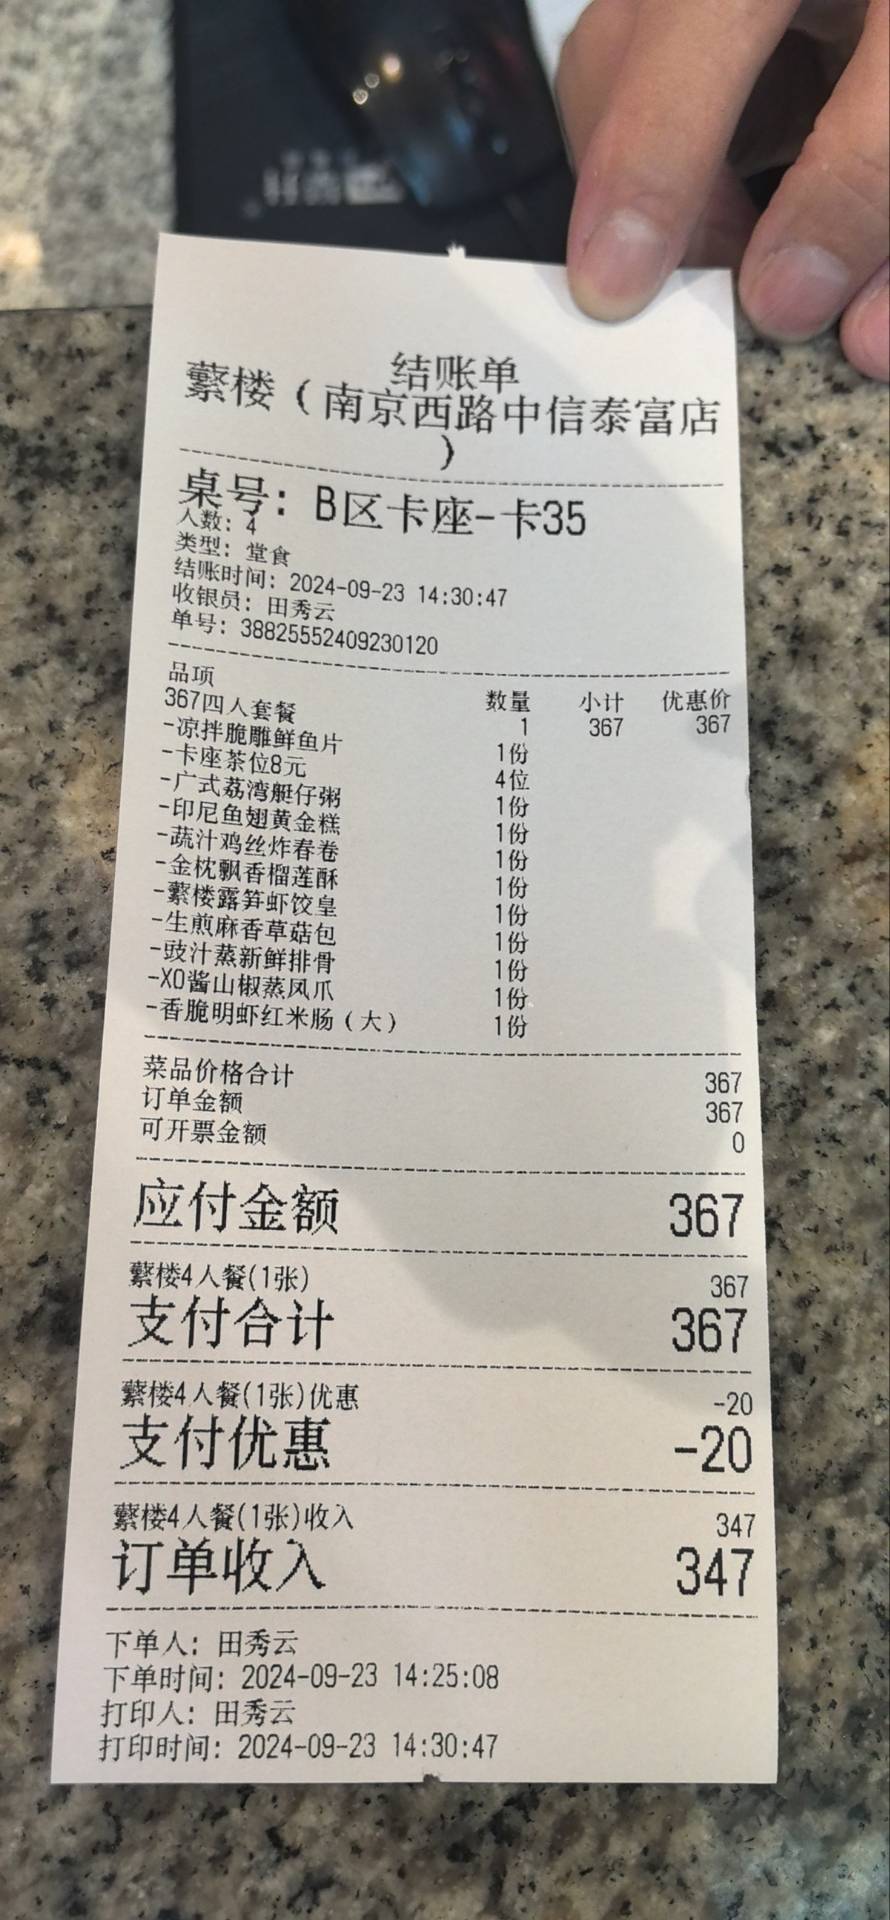 结账单
蘩楼（南京西路中信泰富店
）
桌号：B区卡座-卡35
人数：4
类型：堂食
结账时间：2024-09-23 14:30:47
收银员：田秀云
单号：38825552409230120
品项 数量 小计 优惠价
367四人套餐 1 367 367
-凉拌脆雕鲜鱼片 1份
-卡座茶位8元 4位
-广式荔湾艇仔粥 1份
-印尼鱼翅黄金糕 1份
-蔬汁鸡丝炸春卷 1份
-金枕飘香榴莲酥 1份
-蘩楼露笋虾饺皇 1份
-生煎麻香草菇包 1份
-豉汁蒸新鲜排骨 1份
-XO酱山椒蒸凤爪 1份
-香脆明虾红米肠（大） 1份
菜品价格合计 367
订单金额 367
可开票金额 0
应付金额 367
蘩楼4人餐(1张) 367
支付合计 367
蘩楼4人餐(1张)优惠 -20
支付优惠 -20
蘩楼4人餐(1张)收入 347
订单收入 347
下单人：田秀云
下单时间：2024-09-23 14:25:08
打印人：田秀云
打印时间：2024-09-23 14:30:47